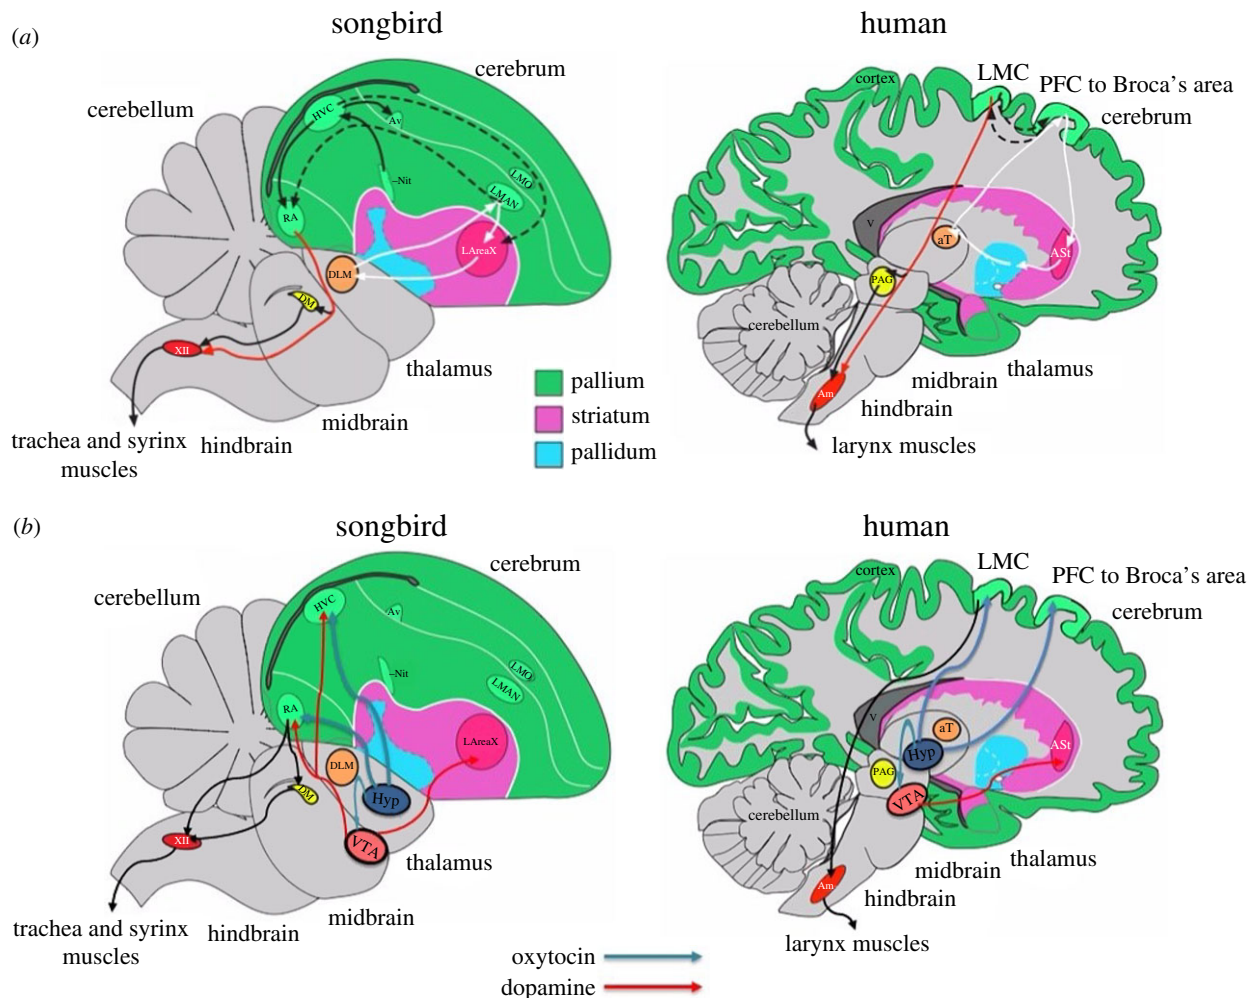 (a)
songbird
cerebellum
cerebrum
HVC
Av
–Nit
LMO
LMAN
RA
LAreaX
DLM
DM
XII
thalamus
midbrain
hindbrain
trachea and syrinx
muscles
pallium
striatum
pallidum
human
cortex
LMC
PFC to Broca’s area
cerebrum
v
aT
ASt
PAG
cerebellum
Am
midbrain
thalamus
hindbrain
larynx muscles
(b)
songbird
cerebellum
cerebrum
HVC
Av
–Nit
LMO
LMAN
RA
LAreaX
DLM
Hyp
DM
VTA
XII
thalamus
midbrain
hindbrain
trachea and syrinx
muscles
human
cortex
LMC
PFC to Broca’s area
cerebrum
v
aT
Hyp
ASt
PAG
VTA
cerebellum
Am
thalamus
midbrain
hindbrain
larynx muscles
oxytocin
dopamine